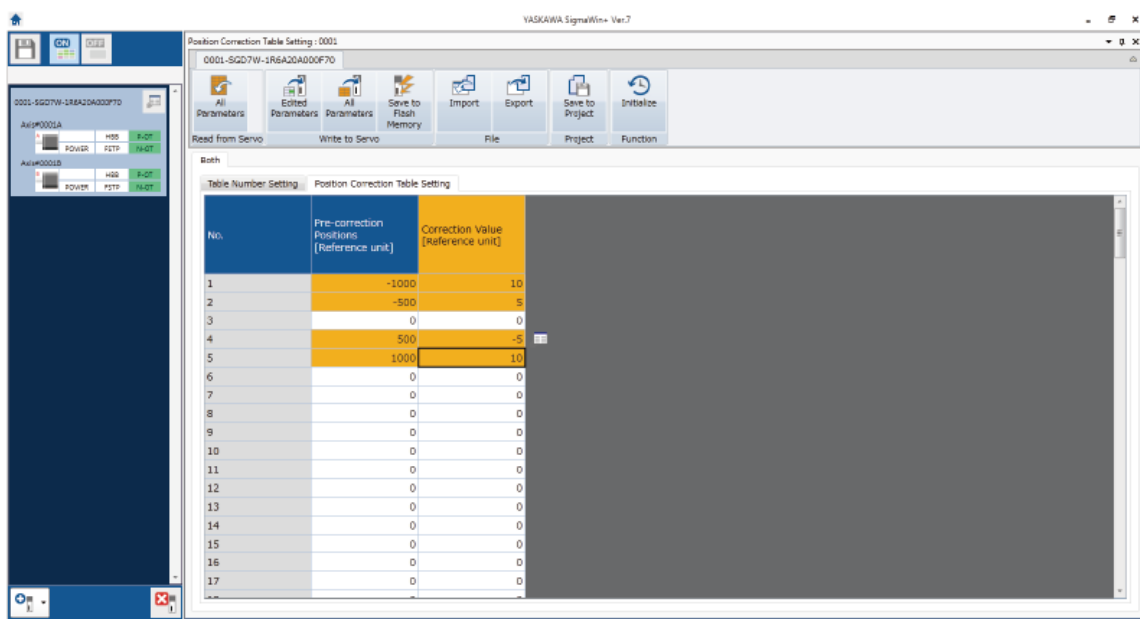 YASKAWA SigmaWin+ Ver.7
ON
OFF
Position Correction Table Setting : 0001
0001-SGD7W-1R6A20A000F70
All Parameters
Edited Parameters
All Parameters
Save to Flash Memory
Import
Export
Save to Project
Initialize
Read from Servo
Write to Servo
File
Project
Function
0001-SGD7W-1R6A20A000F70
Axis#0001A
HBB P-OT
POWER FSTP N-OT
Axis#0001B
HBB P-OT
POWER FSTP N-OT
Both
Table Number Setting
Position Correction Table Setting
No.
Pre-correction Positions [Reference unit]
Correction Value [Reference unit]
1 -1000 10
2 -500 5
3 0 0
4 500 -5
5 1000 10
6 0 0
7 0 0
8 0 0
9 0 0
10 0 0
11 0 0
12 0 0
13 0 0
14 0 0
15 0 0
16 0 0
17 0 0